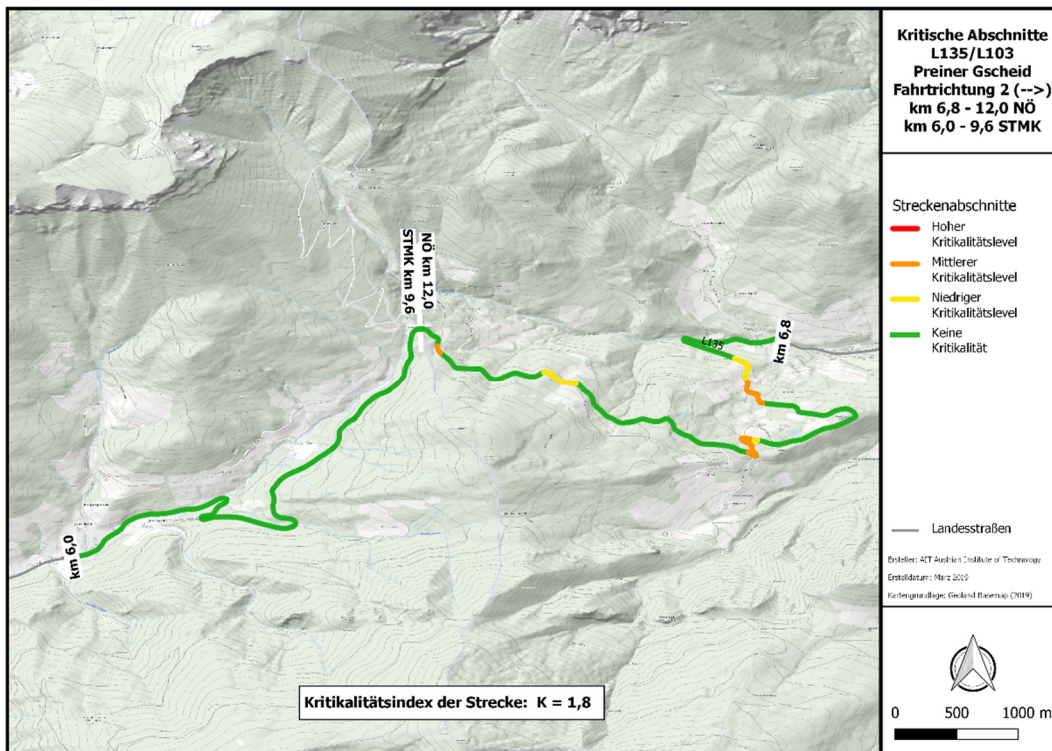 Kritische Abschnitte
L135/L103
Preiner Gscheid
Fahrtrichtung 2 (-->)
km 6,8 - 12,0 NÖ
km 6,0 - 9,6 STMK
Streckenabschnitte
Hoher
Kritikalitätslevel
Mittlerer
Kritikalitätslevel
Niedriger
Kritikalitätslevel
Keine
Kritikalität
Landesstraßen
Ersteller: AIT Austrian Institute of Technology
Erstelldatum: März 2019
Kartengrundlage: Geoland Basemap (2019)
0 500 1000 m
NÖ km 12,0
STMK km 9,6
L135
km 6,8
km 6,0
Kritikalitätsindex der Strecke: K = 1,8